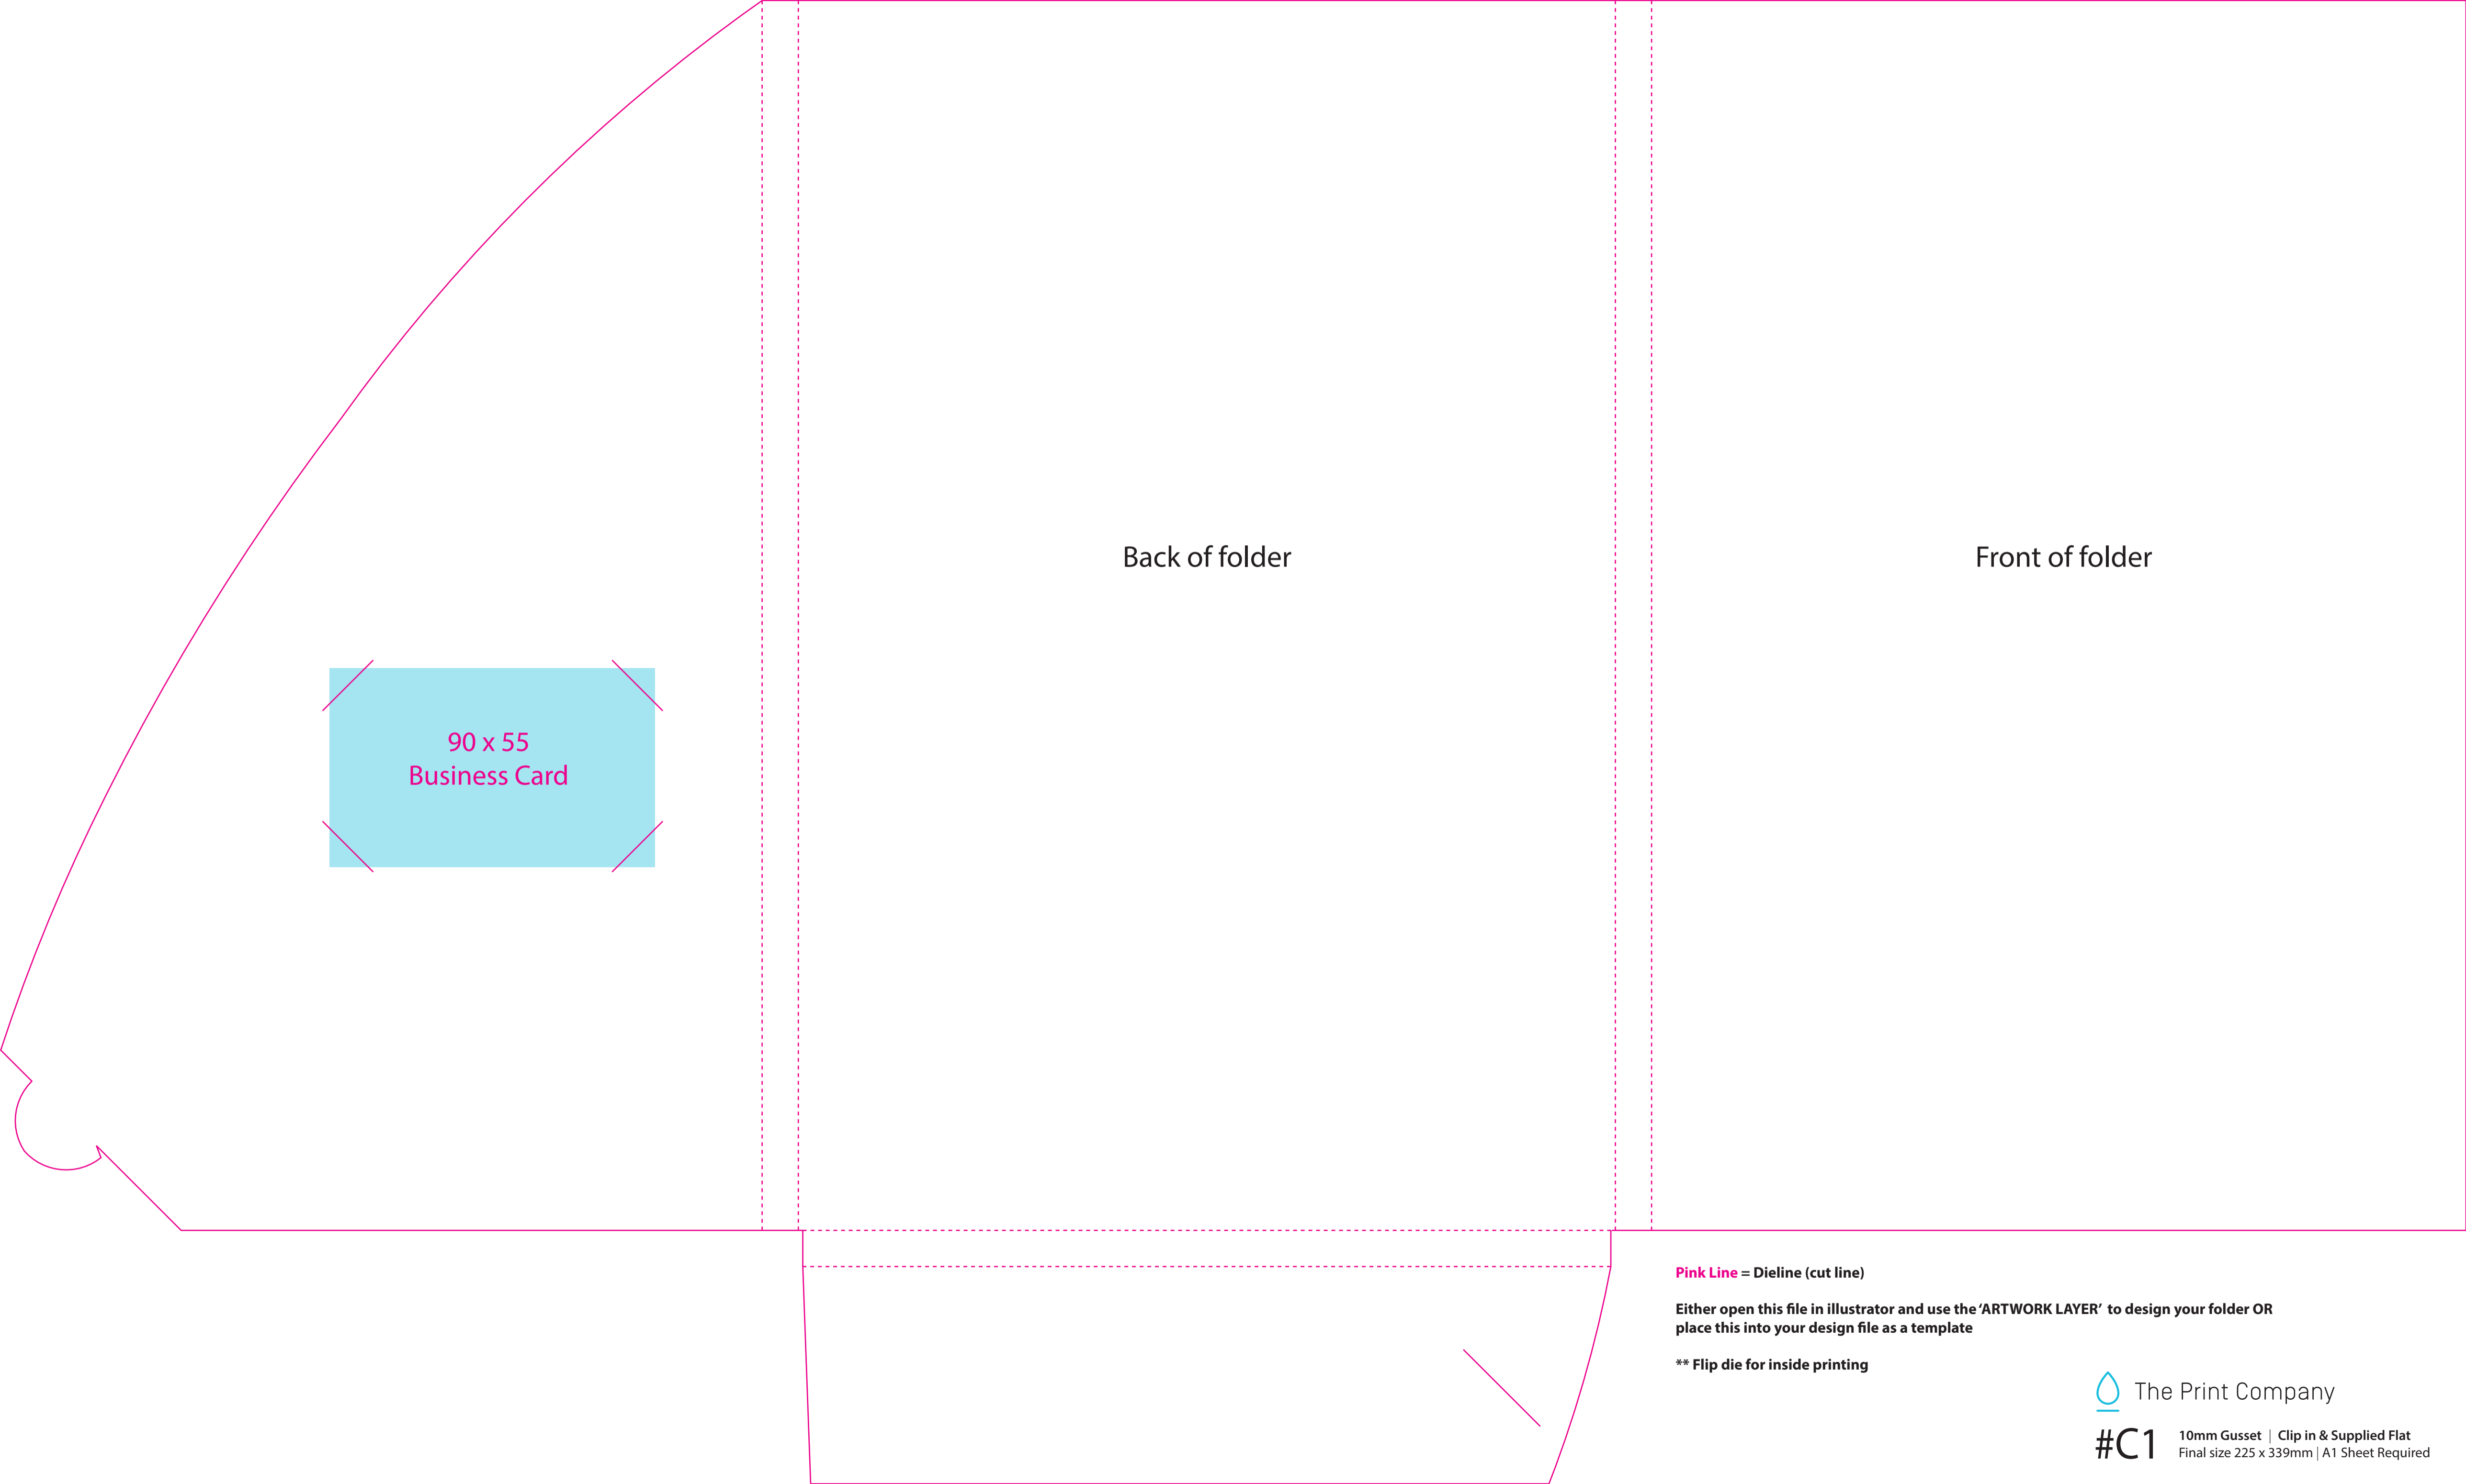 Back of folder
Front of folder
90 x 55
Business Card
Pink Line = Dieline (cut line)
Either open this file in illustrator and use the ‘ARTWORK LAYER’ to design your folder OR
place this into your design file as a template
** Flip die for inside printing
The Print Company
#C1
10mm Gusset | Clip in & Supplied Flat
Final size 225 x 339mm | A1 Sheet Required